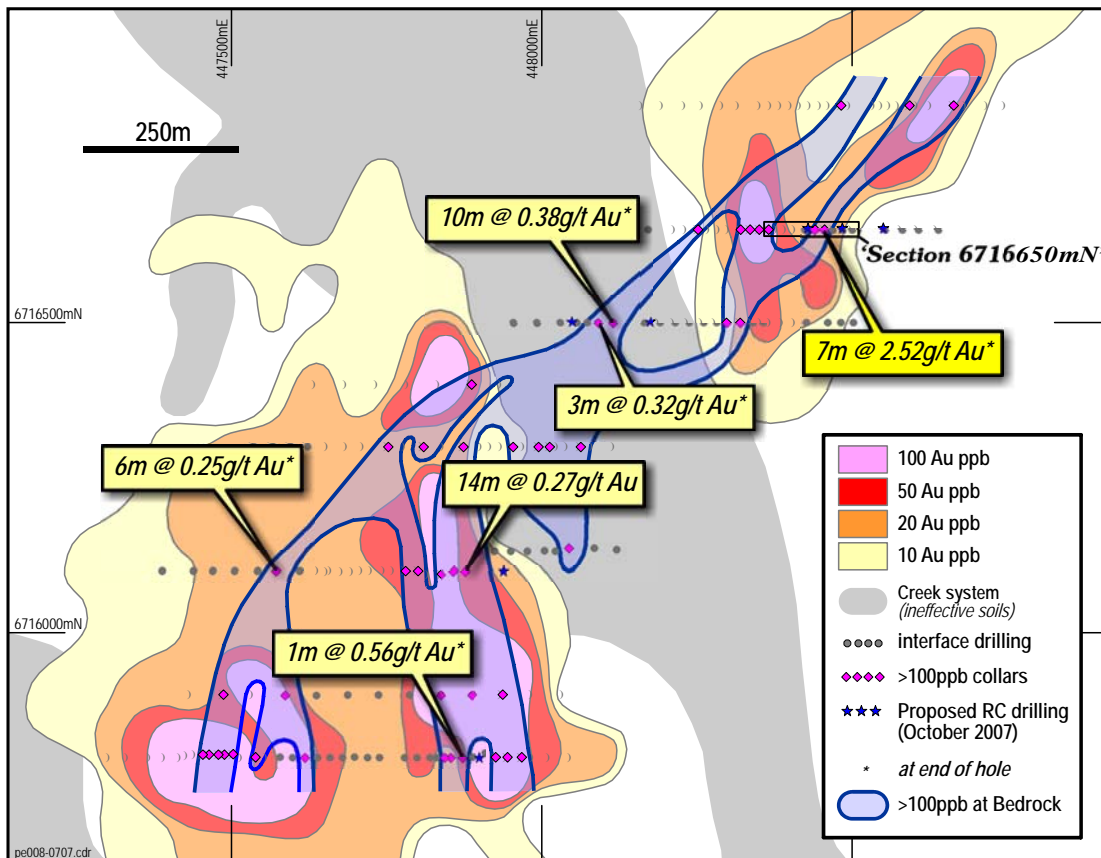 447500mE
448000mE
250m
10m @ 0.38g/t Au*
'Section 6716650mN'
6716500mN
7m @ 2.52g/t Au*
3m @ 0.32g/t Au*
6m @ 0.25g/t Au*
14m @ 0.27g/t Au
6716000mN
1m @ 0.56g/t Au*
100 Au ppb
50 Au ppb
20 Au ppb
10 Au ppb
Creek system
(ineffective soils)
interface drilling
>100ppb collars
Proposed RC drilling
(October 2007)
* at end of hole
>100ppb at Bedrock
pe008-0707.cdr